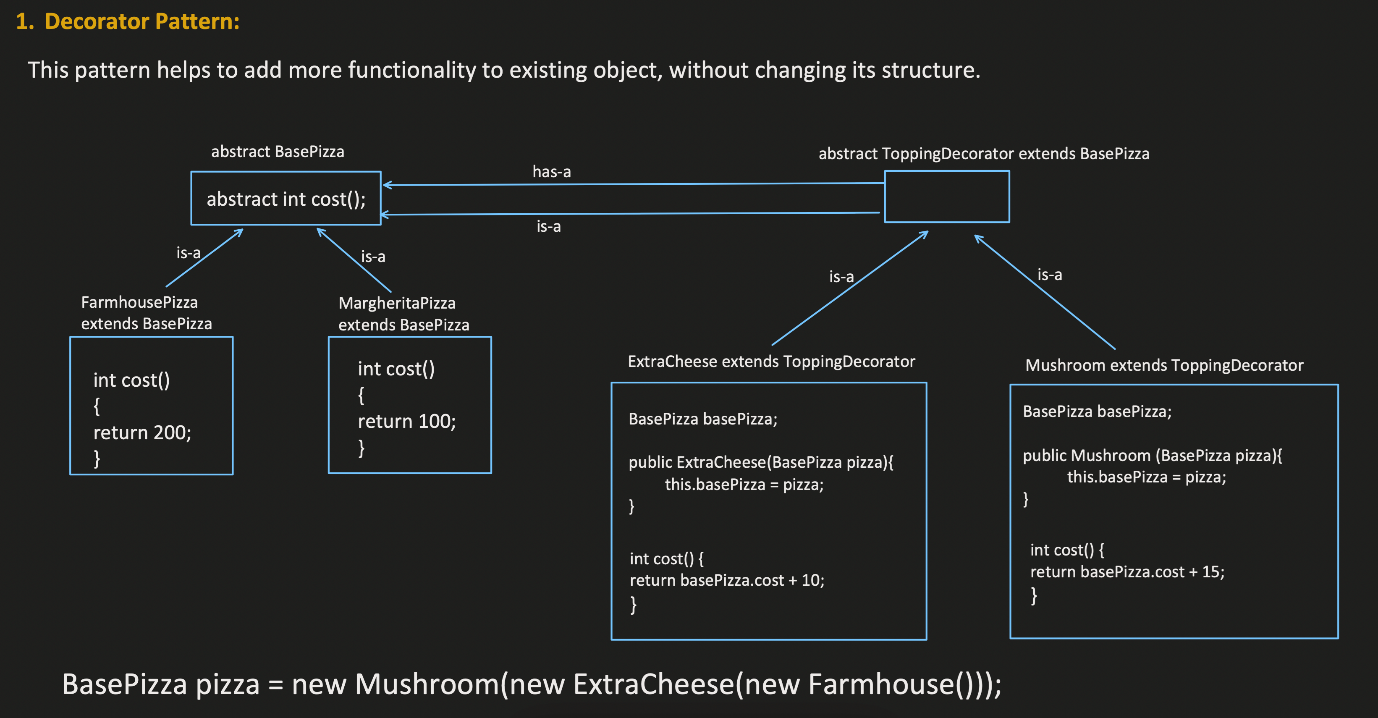 1. Decorator Pattern:
This pattern helps to add more functionality to existing object, without changing its structure.
abstract BasePizza
abstract int cost();
has-a
is-a
abstract ToppingDecorator extends BasePizza
is-a
is-a
FarmhousePizza
extends BasePizza
int cost()
{
return 200;
}
MargheritaPizza
extends BasePizza
int cost()
{
return 100;
}
is-a
is-a
ExtraCheese extends ToppingDecorator
BasePizza basePizza;
public ExtraCheese(BasePizza pizza){
this.basePizza = pizza;
}
int cost() {
return basePizza.cost + 10;
}
Mushroom extends ToppingDecorator
BasePizza basePizza;
public Mushroom (BasePizza pizza){
this.basePizza = pizza;
}
int cost() {
return basePizza.cost + 15;
}
BasePizza pizza = new Mushroom(new ExtraCheese(new Farmhouse()));